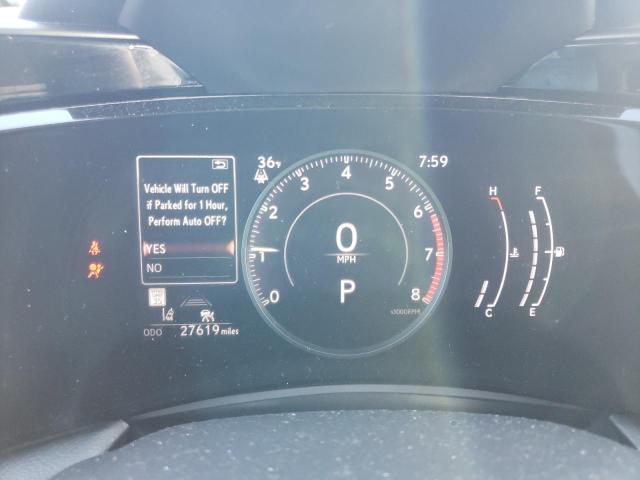 36°F
7:59
Vehicle Will Turn OFF
if Parked for 1 Hour,
Perform Auto OFF?
YES
NO
0
1
2
3
4
5
6
7
8
0
MPH
P
x1000RPM
H
C
F
E
ODO 27619 miles